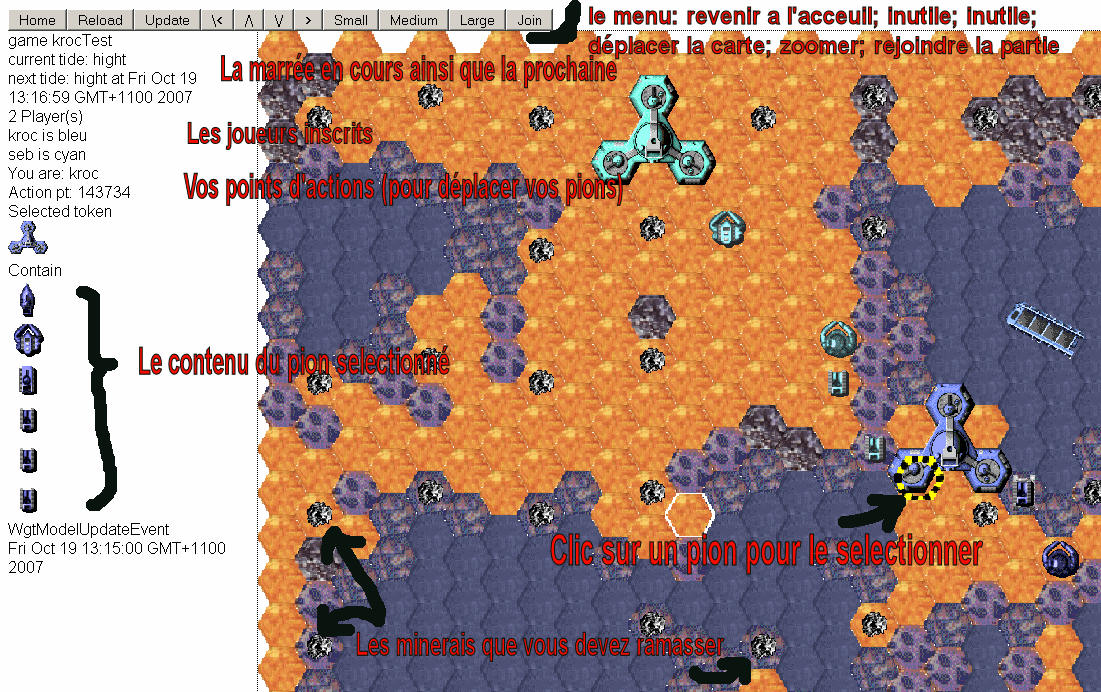 Home Reload Update \< /\ \/ > Small Medium Large Join
le menu: revenir a l'acceuil; inutile; inutile;
déplacer la carte; zoomer; rejoindre la partie
game krocTest
current tide: hight
next tide: hight at Fri Oct 19
13:16:59 GMT+1100 2007
La marrée en cours ainsi que la prochaine
2 Player(s)
kroc is bleu
seb is cyan
Les joueurs inscrits
You are: kroc
Action pt: 143734
Vos points d'actions (pour déplacer vos pions)
Selected token
Contain
Le contenu du pion selectionné
WgtModelUpdateEvent
Fri Oct 19 13:15:00 GMT+1100
2007
Clic sur un pion pour le selectionner
Les minerais que vous devez ramasser